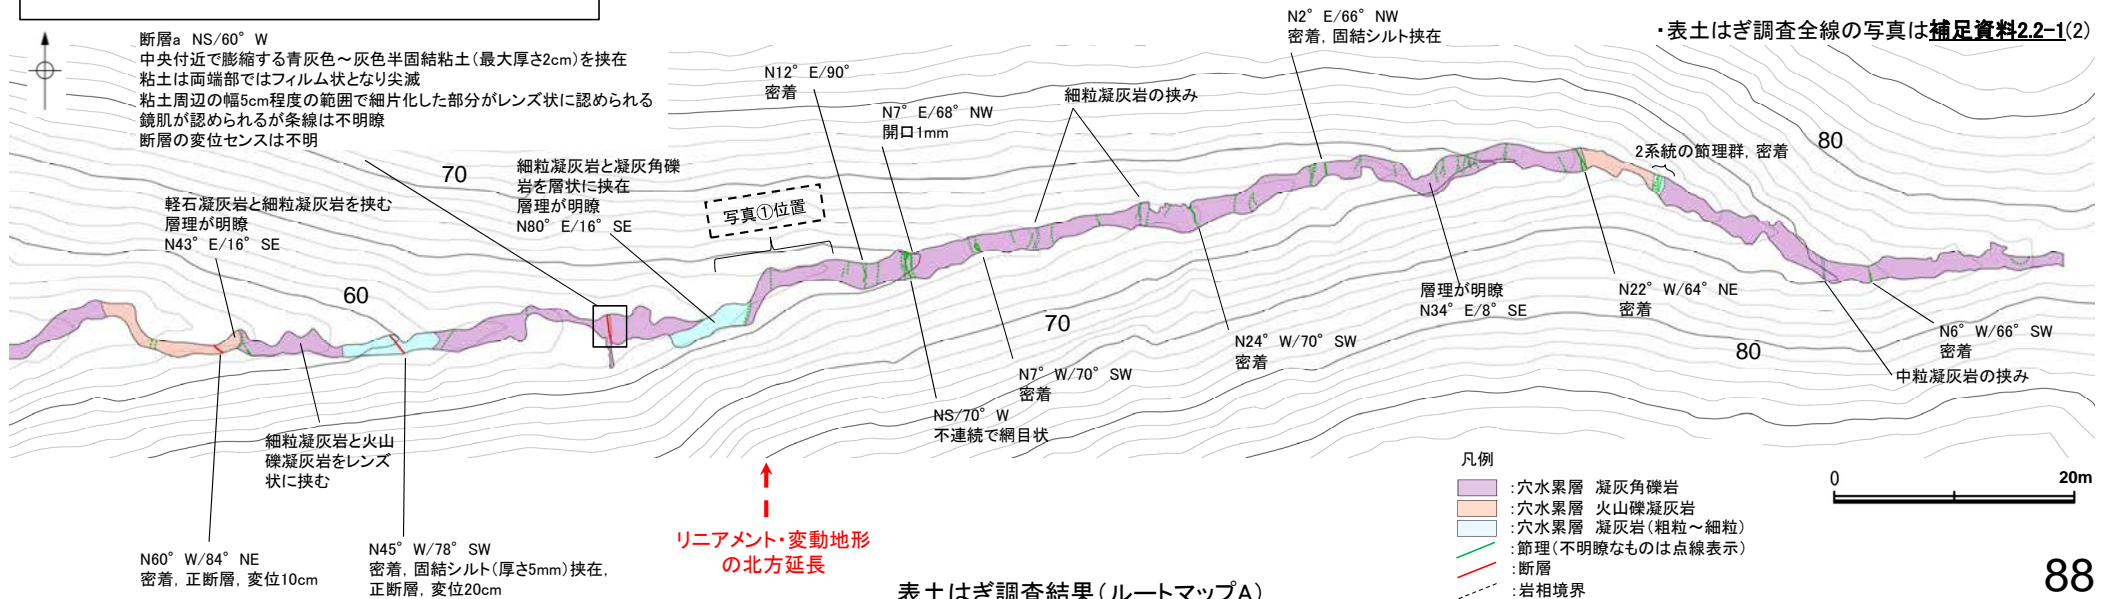 断層a NS/60°W
中央付近で膨縮する青灰色～灰色半固結粘土(最大厚さ2cm)を挟在
粘土は両端部ではフィルム状となり尖滅
粘土周辺の幅5cm程度の範囲で細片化した部分がレンズ状に認められる
鏡肌が認められるが条線は不明瞭
断層の変位センスは不明
・表土はぎ調査全線の写真は補足資料2.2-1(2)
N2°E/66°NW
密着, 固結シルト挟在
N12°E/90°
密着
N7°E/68°NW
開口1mm
細粒凝灰岩の挟み
2系統の節理群, 密着
80
70
細粒凝灰岩と凝灰角礫
岩を層状に挟在
層理が明瞭
N80°E/16°SE
軽石凝灰岩と細粒凝灰岩を挟む
層理が明瞭
N43°E/16°SE
写真①位置
60
70
80
層理が明瞭
N34°E/8°SE
N22°W/64°NE
密着
N6°W/66°SW
密着
中粒凝灰岩の挟み
N24°W/70°SW
密着
N7°W/70°SW
密着
NS/70°W
不連続で網目状
細粒凝灰岩と火山
礫凝灰岩をレンズ
状に挟む
N60°W/84°NE
密着, 正断層, 変位10cm
N45°W/78°SW
密着, 固結シルト(厚さ5mm)挟在,
正断層, 変位20cm
リニアメント・変動地形
の北方延長
凡例
:穴水累層 凝灰角礫岩
:穴水累層 火山礫凝灰岩
:穴水累層 凝灰岩(粗粒～細粒)
:節理(不明瞭なものは点線表示)
:断層
:岩相境界
0 20m
表土はぎ調査結果(ルートマップA)
88